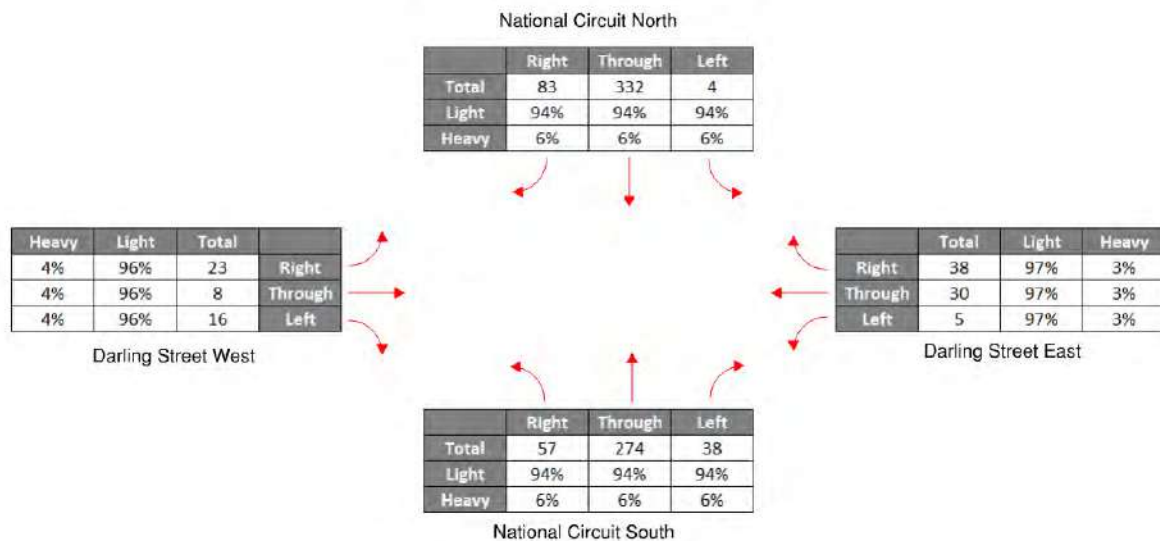 National Circuit North
Right Through Left
Total 83 332 4
Light 94% 94% 94%
Heavy 6% 6% 6%
Heavy Light Total
4% 96% 23 Right
4% 96% 8 Through
4% 96% 16 Left
Darling Street West
Total Light Heavy
Right 38 97% 3%
Through 30 97% 3%
Left 5 97% 3%
Darling Street East
Right Through Left
Total 57 274 38
Light 94% 94% 94%
Heavy 6% 6% 6%
National Circuit South